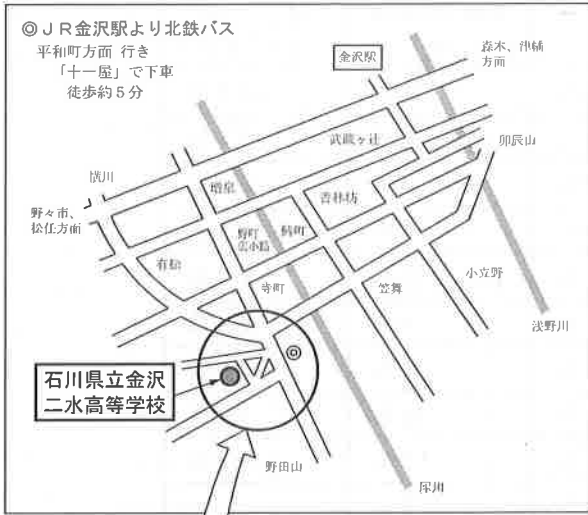 ◎ＪＲ金沢駅より北鉄バス
平和町方面 行き
「十一屋」で下車
徒歩約５分
金沢駅
森本、津幡
方面
武蔵ヶ辻
卯辰山
横川
増泉
香林坊
野々市、
松任方面
野町
広小路
片町
有松
寺町
笠舞
小立野
浅野川
◎
石川県立金沢
二水高等学校
野田山
犀川